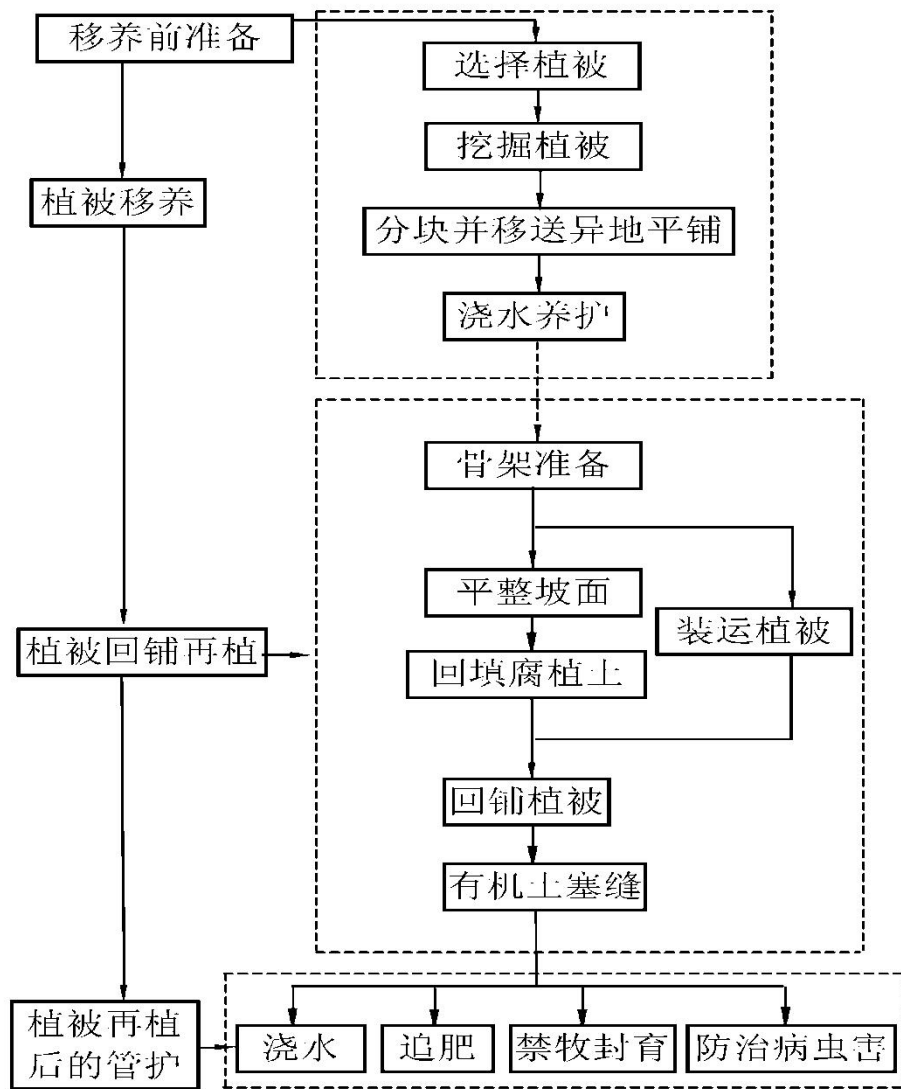 移养前准备
选择植被
挖掘植被
植被移养
分块并移送异地平铺
浇水养护
骨架准备
平整坡面
装运植被
植被回铺再植
回填腐植土
回铺植被
有机土塞缝
植被再植
后的管护
浇水
追肥
禁牧封育
防治病虫害